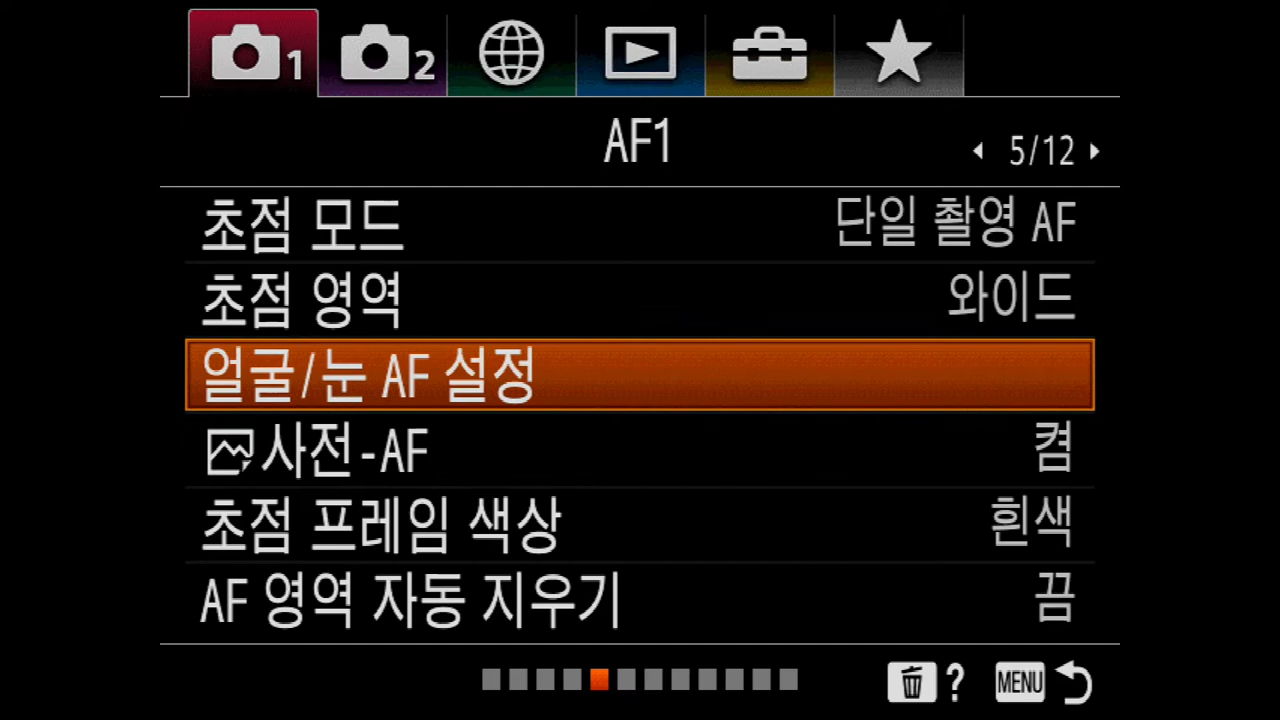 1 2
AF1
5/12
초점 모드 단일 촬영 AF
초점 영역 와이드
얼굴/눈 AF 설정
사전-AF 켬
초점 프레임 색상 흰색
AF 영역 자동 지우기 끔
? MENU